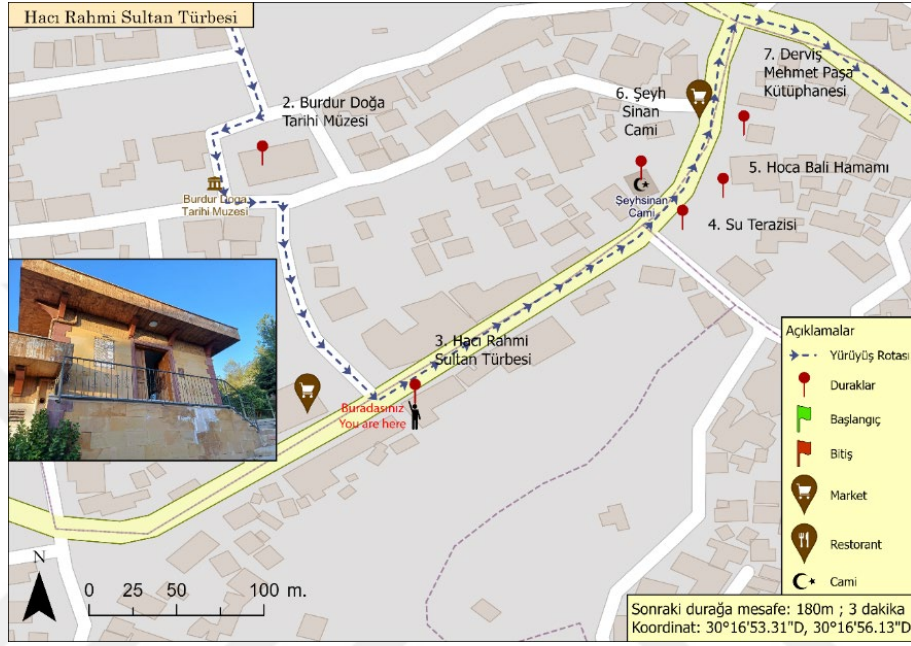 Hacı Rahmi Sultan Türbesi
2. Burdur Doğa
Tarihi Müzesi
Burdur Doga
Tarihi Muzesi
6. Şeyh
Sinan
Cami
7. Derviş
Mehmet Paşa
Kütüphanesi
5. Hoca Bali Hamamı
Şeyhsinan
Cami
4. Su Terazisi
3. Hacı Rahmi
Sultan Türbesi
Buradasınız
You are here
Açıklamalar
Yürüyüş Rotası
Duraklar
Başlangıç
Bitiş
Market
Restorant
Cami
N
0 25 50 100 m.
Sonraki durağa mesafe: 180m ; 3 dakika
Koordinat: 30°16'53.31"D, 30°16'56.13"D